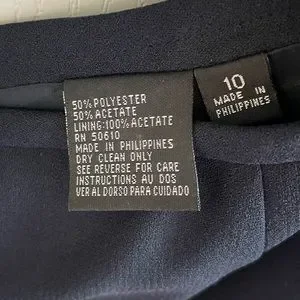 50% POLYESTER
50% ACETATE
LINING:100% ACETATE
RN 50610
MADE IN PHILIPPINES
DRY CLEAN ONLY
SEE REVERSE FOR CARE
INSTRUCTIONS AU DOS
VER AL DORSO PARA CUIDADO
10
MADE IN
PHILIPPINES